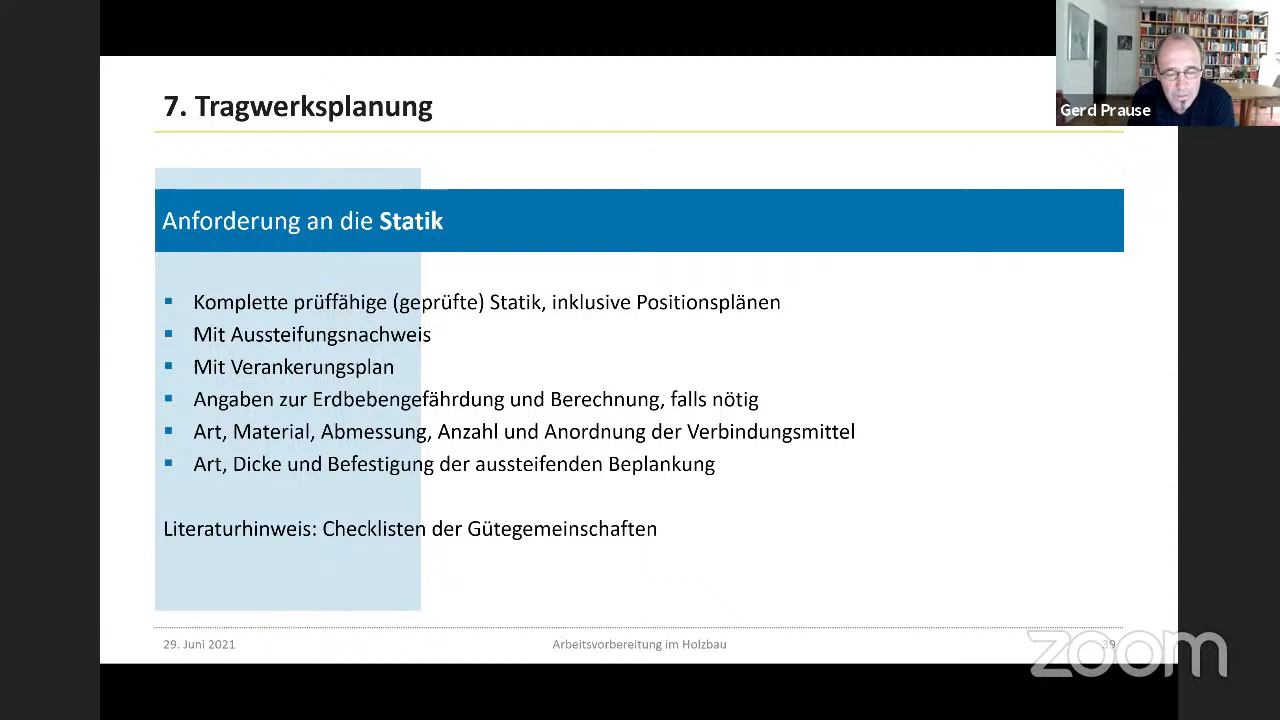 7. Tragwerksplanung
Gerd Prause
Anforderung an die Statik
Komplette prüffähige (geprüfte) Statik, inklusive Positionsplänen
Mit Aussteifungsnachweis
Mit Verankerungsplan
Angaben zur Erdbebengefährdung und Berechnung, falls nötig
Art, Material, Abmessung, Anzahl und Anordnung der Verbindungsmittel
Art, Dicke und Befestigung der aussteifenden Beplankung
Literaturhinweis: Checklisten der Gütegemeinschaften
29. Juni 2021
Arbeitsvorbereitung im Holzbau
39
zoom